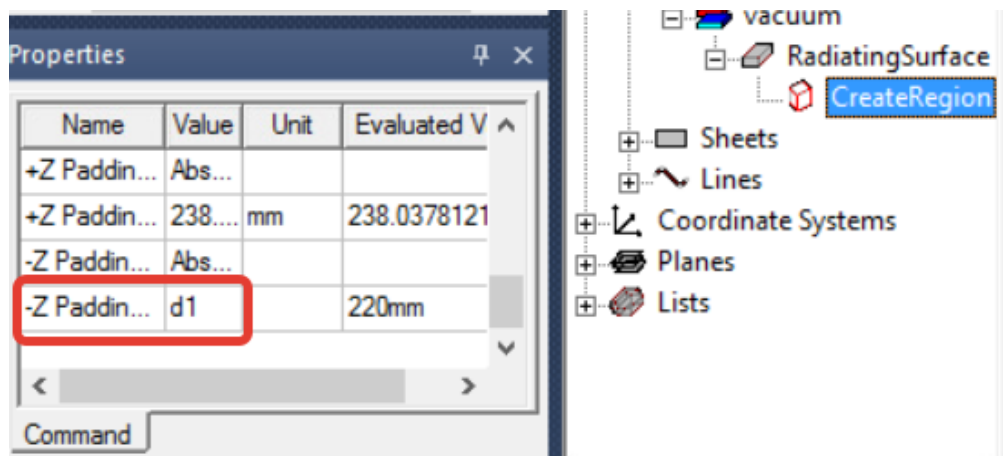 Properties
Name Value Unit Evaluated V
+Z Paddin... Abs...
+Z Paddin... 238.... mm 238.0378121
-Z Paddin... Abs...
-Z Paddin... d1 220mm
Command
vacuum
RadiatingSurface
CreateRegion
Sheets
Lines
Coordinate Systems
Planes
Lists